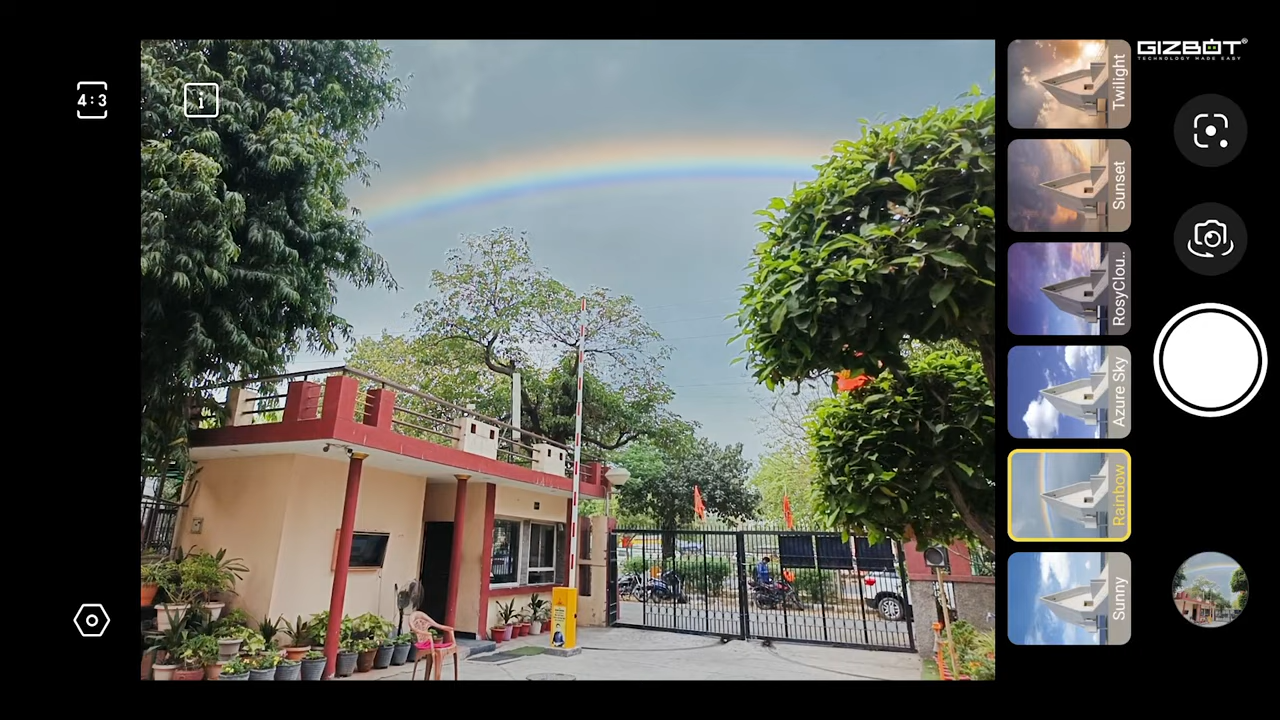 4:3
i
GIZBOT®
TECHNOLOGY MADE EASY
Twilight
Sunset
RosyClou..
Azure Sky
Rainbow
Sunny